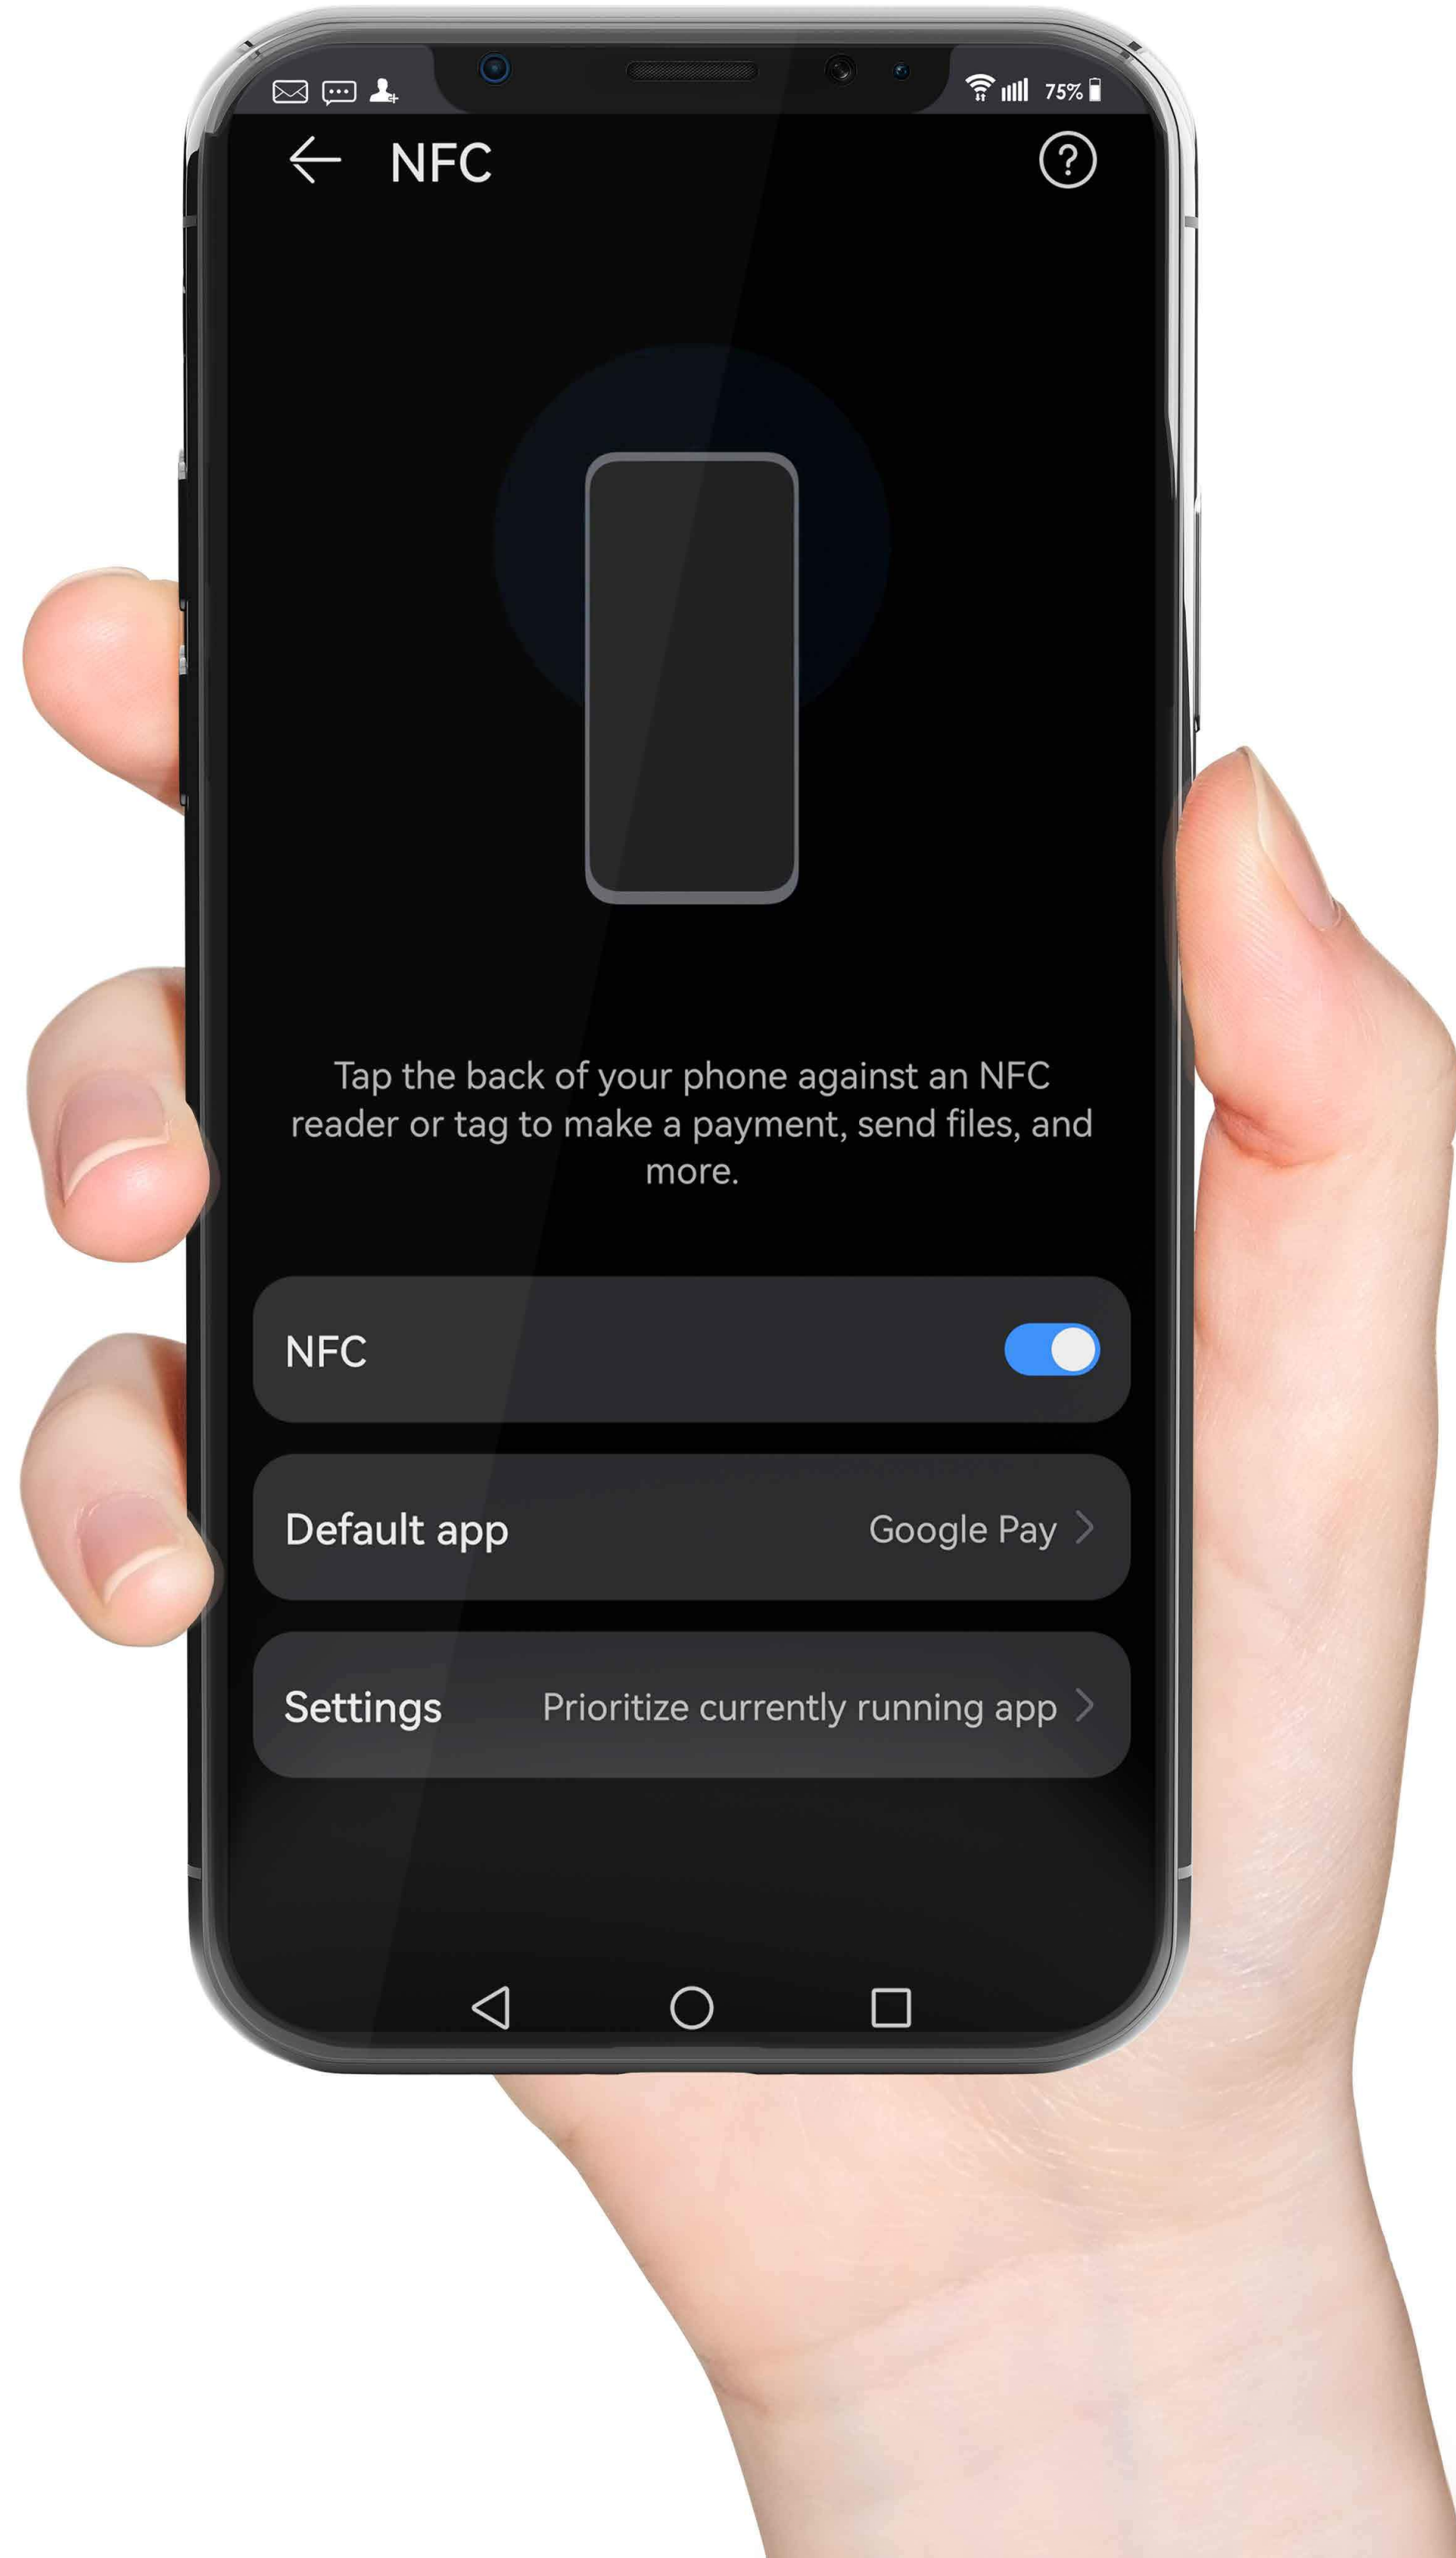 75%
NFC
?
Tap the back of your phone against an NFC
reader or tag to make a payment, send files, and
more.
NFC
Default app Google Pay
Settings Prioritize currently running app